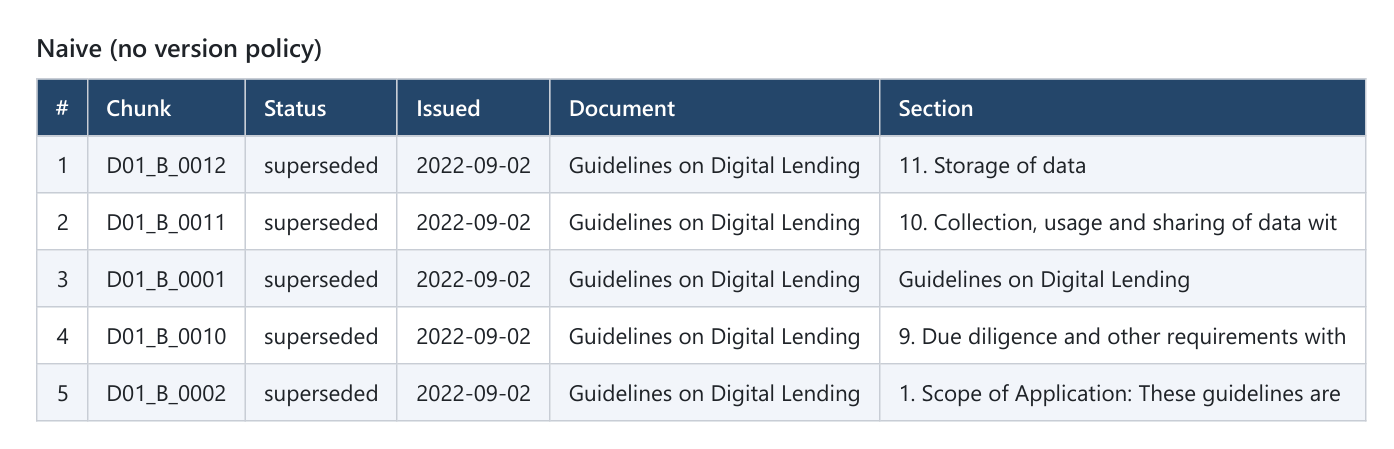 Naive (no version policy)
# Chunk Status Issued Document Section
1 D01_B_0012 superseded 2022-09-02 Guidelines on Digital Lending 11. Storage of data
2 D01_B_0011 superseded 2022-09-02 Guidelines on Digital Lending 10. Collection, usage and sharing of data wit
3 D01_B_0001 superseded 2022-09-02 Guidelines on Digital Lending Guidelines on Digital Lending
4 D01_B_0010 superseded 2022-09-02 Guidelines on Digital Lending 9. Due diligence and other requirements with
5 D01_B_0002 superseded 2022-09-02 Guidelines on Digital Lending 1. Scope of Application: These guidelines are